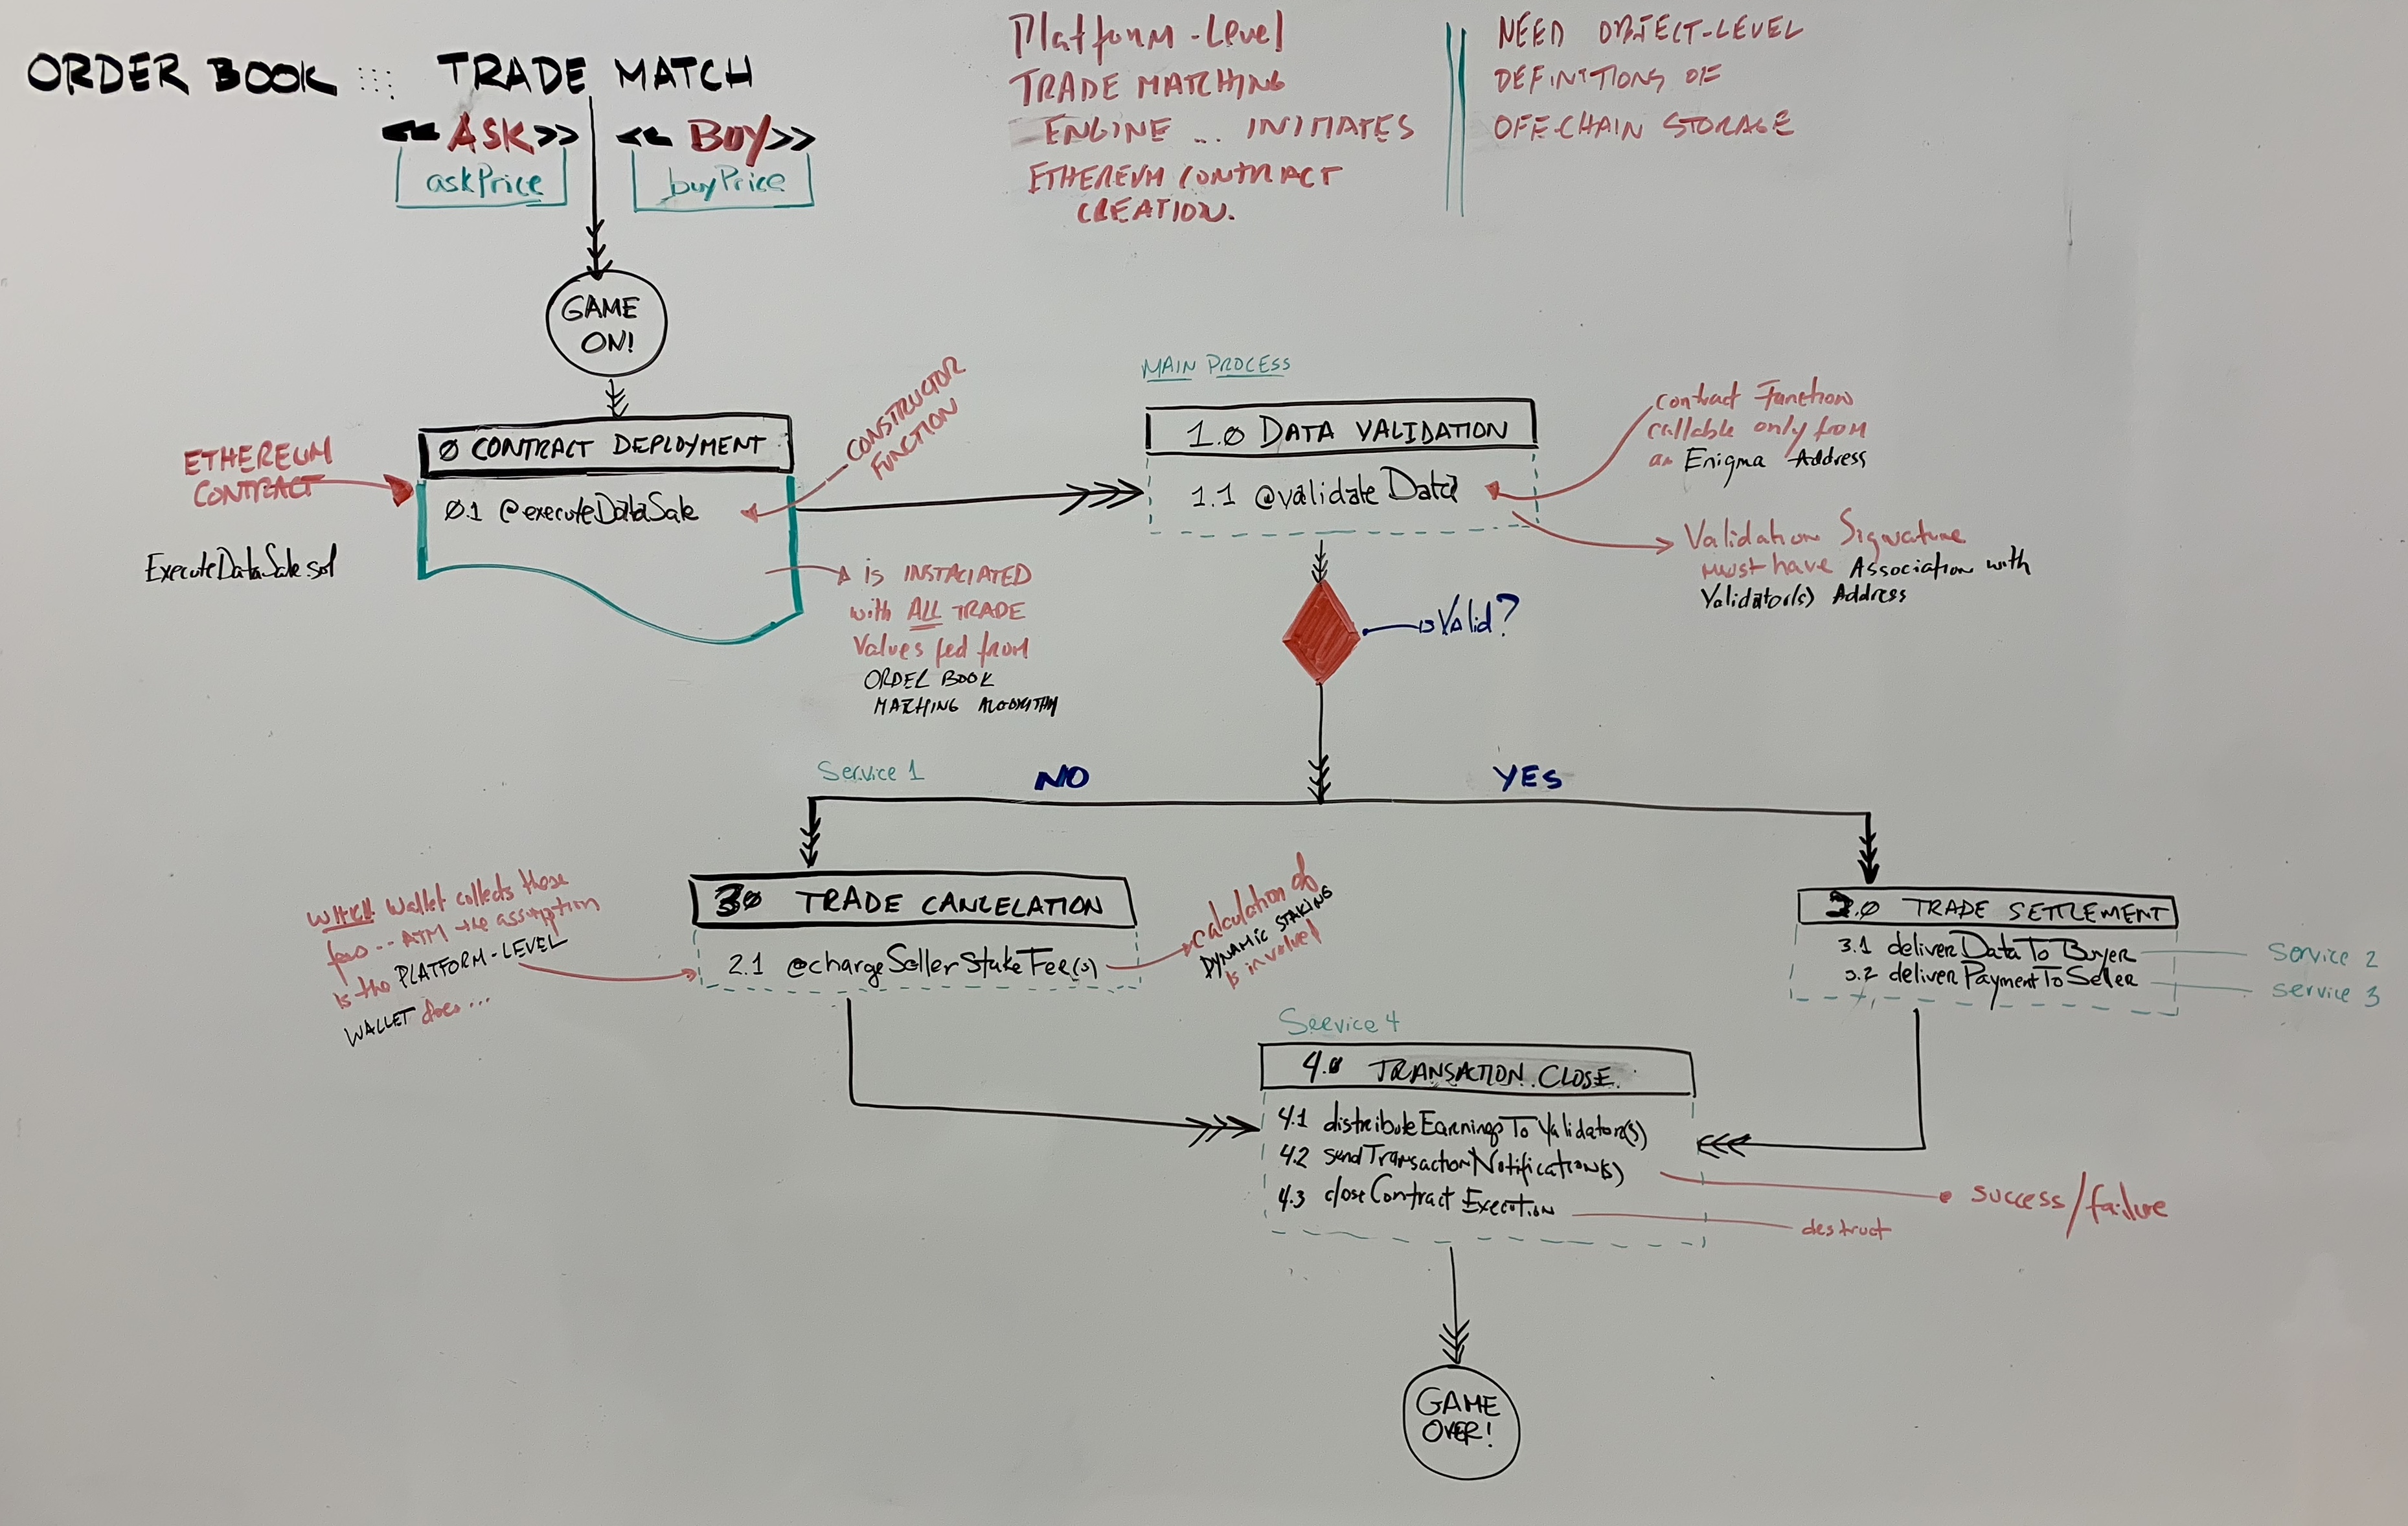 ORDER BOOK ::: TRADE MATCH
<< ASK >> << BUY >>
askPrice buyPrice
Platform-Level
TRADE MATCHING
ENGINE ... INITIATES
ETHEREUM CONTRACT
CREATION.
NEED OBJECT-LEVEL
DEFINITIONS OF
OFF-CHAIN STORAGE
GAME
ON!
ETHEREUM
CONTRACT
ExecuteDataSale.sol
Ø CONTRACT DEPLOYMENT
Ø.1 @executeDataSale
CONSTRUCTOR
FUNCTION
is INSTACIATED
with ALL TRADE
Values fed from
ORDER BOOK
MATCHING ALGORITHM
MAIN PROCESS
1.Ø DATA VALIDATION
1.1 @validateData
contract Function
callable only from
an Enigma Address
Validation Signature
must have Association with
Validator(s) Address
isValid?
Service 1
NO
YES
3Ø TRADE CANCELATION
2.1 @chargeSellerStakeFee(s)
WHICH Wallet collects those
fees... ATM the assumption
is the PLATFORM-LEVEL
WALLET does...
calculation of
DYNAMIC STAKING
is involved
2.Ø TRADE SETTLEMENT
3.1 deliverDataToBuyer
3.2 deliverPaymentToSeller
Service 2
service 3
Service 4
4.Ø TRANSACTION CLOSE
4.1 distributeEarningsToValidator(s)
4.2 sendTransactionNotification(s)
4.3 closeContractExecution
success/failure
destruct
GAME
OVER!